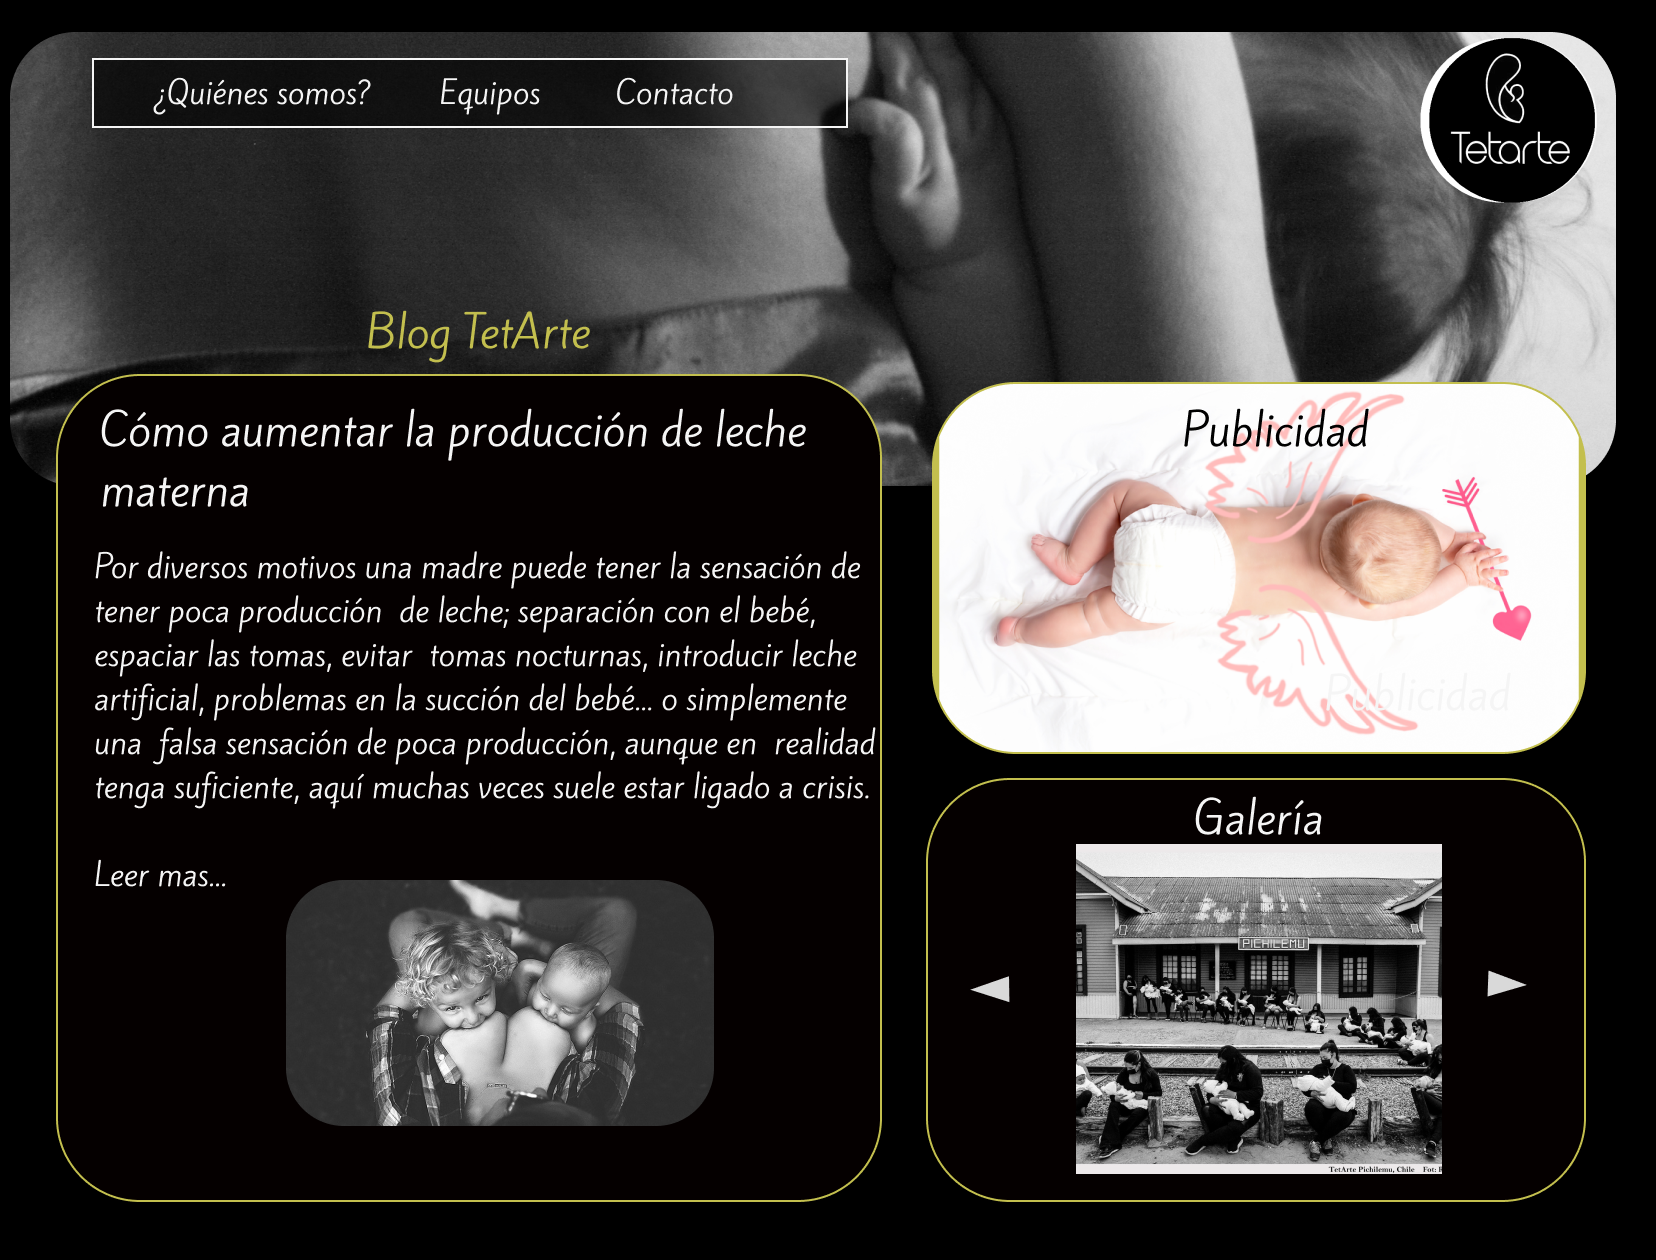 ¿Quiénes somos? Equipos Contacto
Tetarte
Blog TetArte
Cómo aumentar la producción de leche
materna
Por diversos motivos una madre puede tener la sensación de
tener poca producción de leche; separación con el bebé,
espaciar las tomas, evitar tomas nocturnas, introducir leche
artificial, problemas en la succión del bebé... o simplemente
una falsa sensación de poca producción, aunque en realidad
tenga suficiente, aquí muchas veces suele estar ligado a crisis.
Leer mas...
Publicidad
Publicidad
Galería
PICHILEMU
TetArte Pichilemu, Chile Fot: